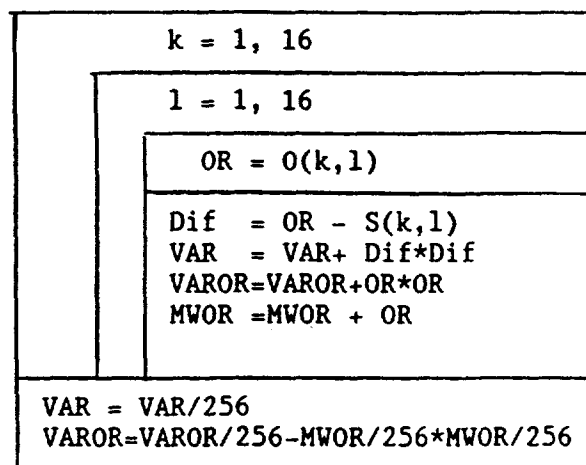 k = 1, 16
l = 1, 16
OR = O(k,l)
Dif = OR - S(k,l)
VAR = VAR+ Dif*Dif
VAROR=VAROR+OR*OR
MWOR =MWOR + OR
VAR = VAR/256
VAROR=VAROR/256-MWOR/256*MWOR/256